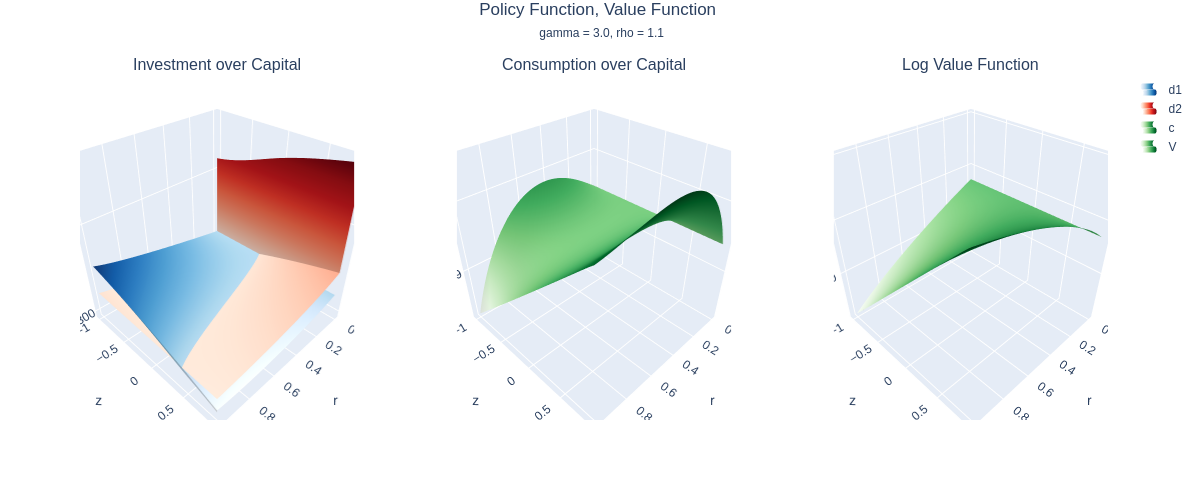 Policy Function, Value Function
gamma = 3.0, rho = 1.1
Investment over Capital
Consumption over Capital
Log Value Function
d1
d2
c
V
−0.5
0
0.5
z
0.2
0.4
0.6
0.8
r
−1
−0.5
0
0.5
z
0
0.2
0.4
0.6
0.8
r
−1
−0.5
0
0.5
z
0
0.2
0.4
0.6
0.8
r